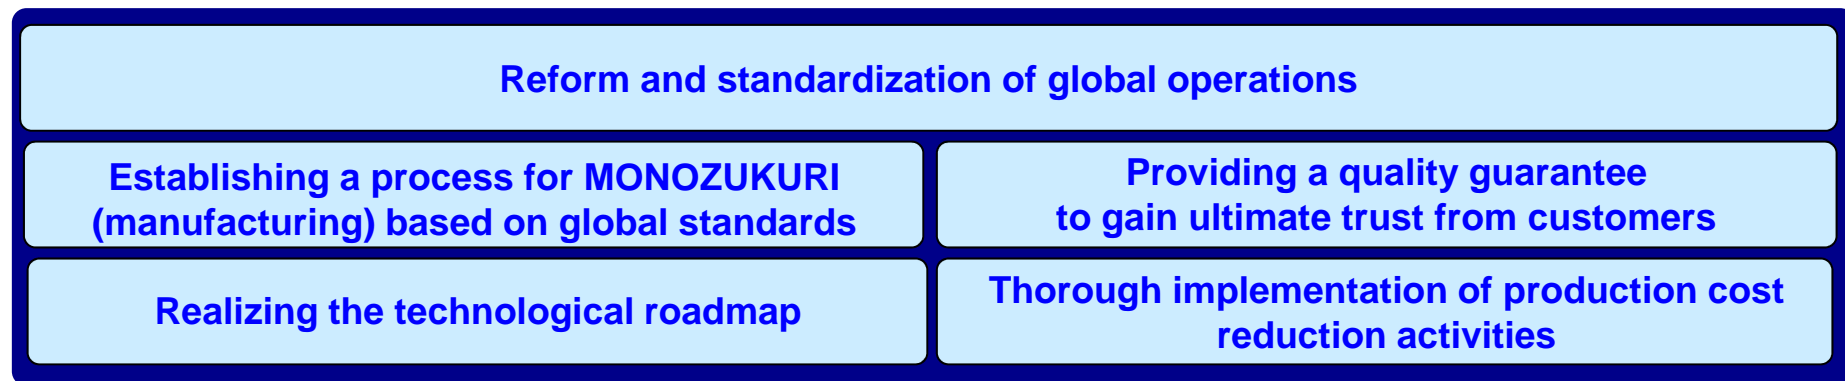 Reform and standardization of global operations
Establishing a process for MONOZUKURI
(manufacturing) based on global standards
Providing a quality guarantee
to gain ultimate trust from customers
Realizing the technological roadmap
Thorough implementation of production cost
reduction activities